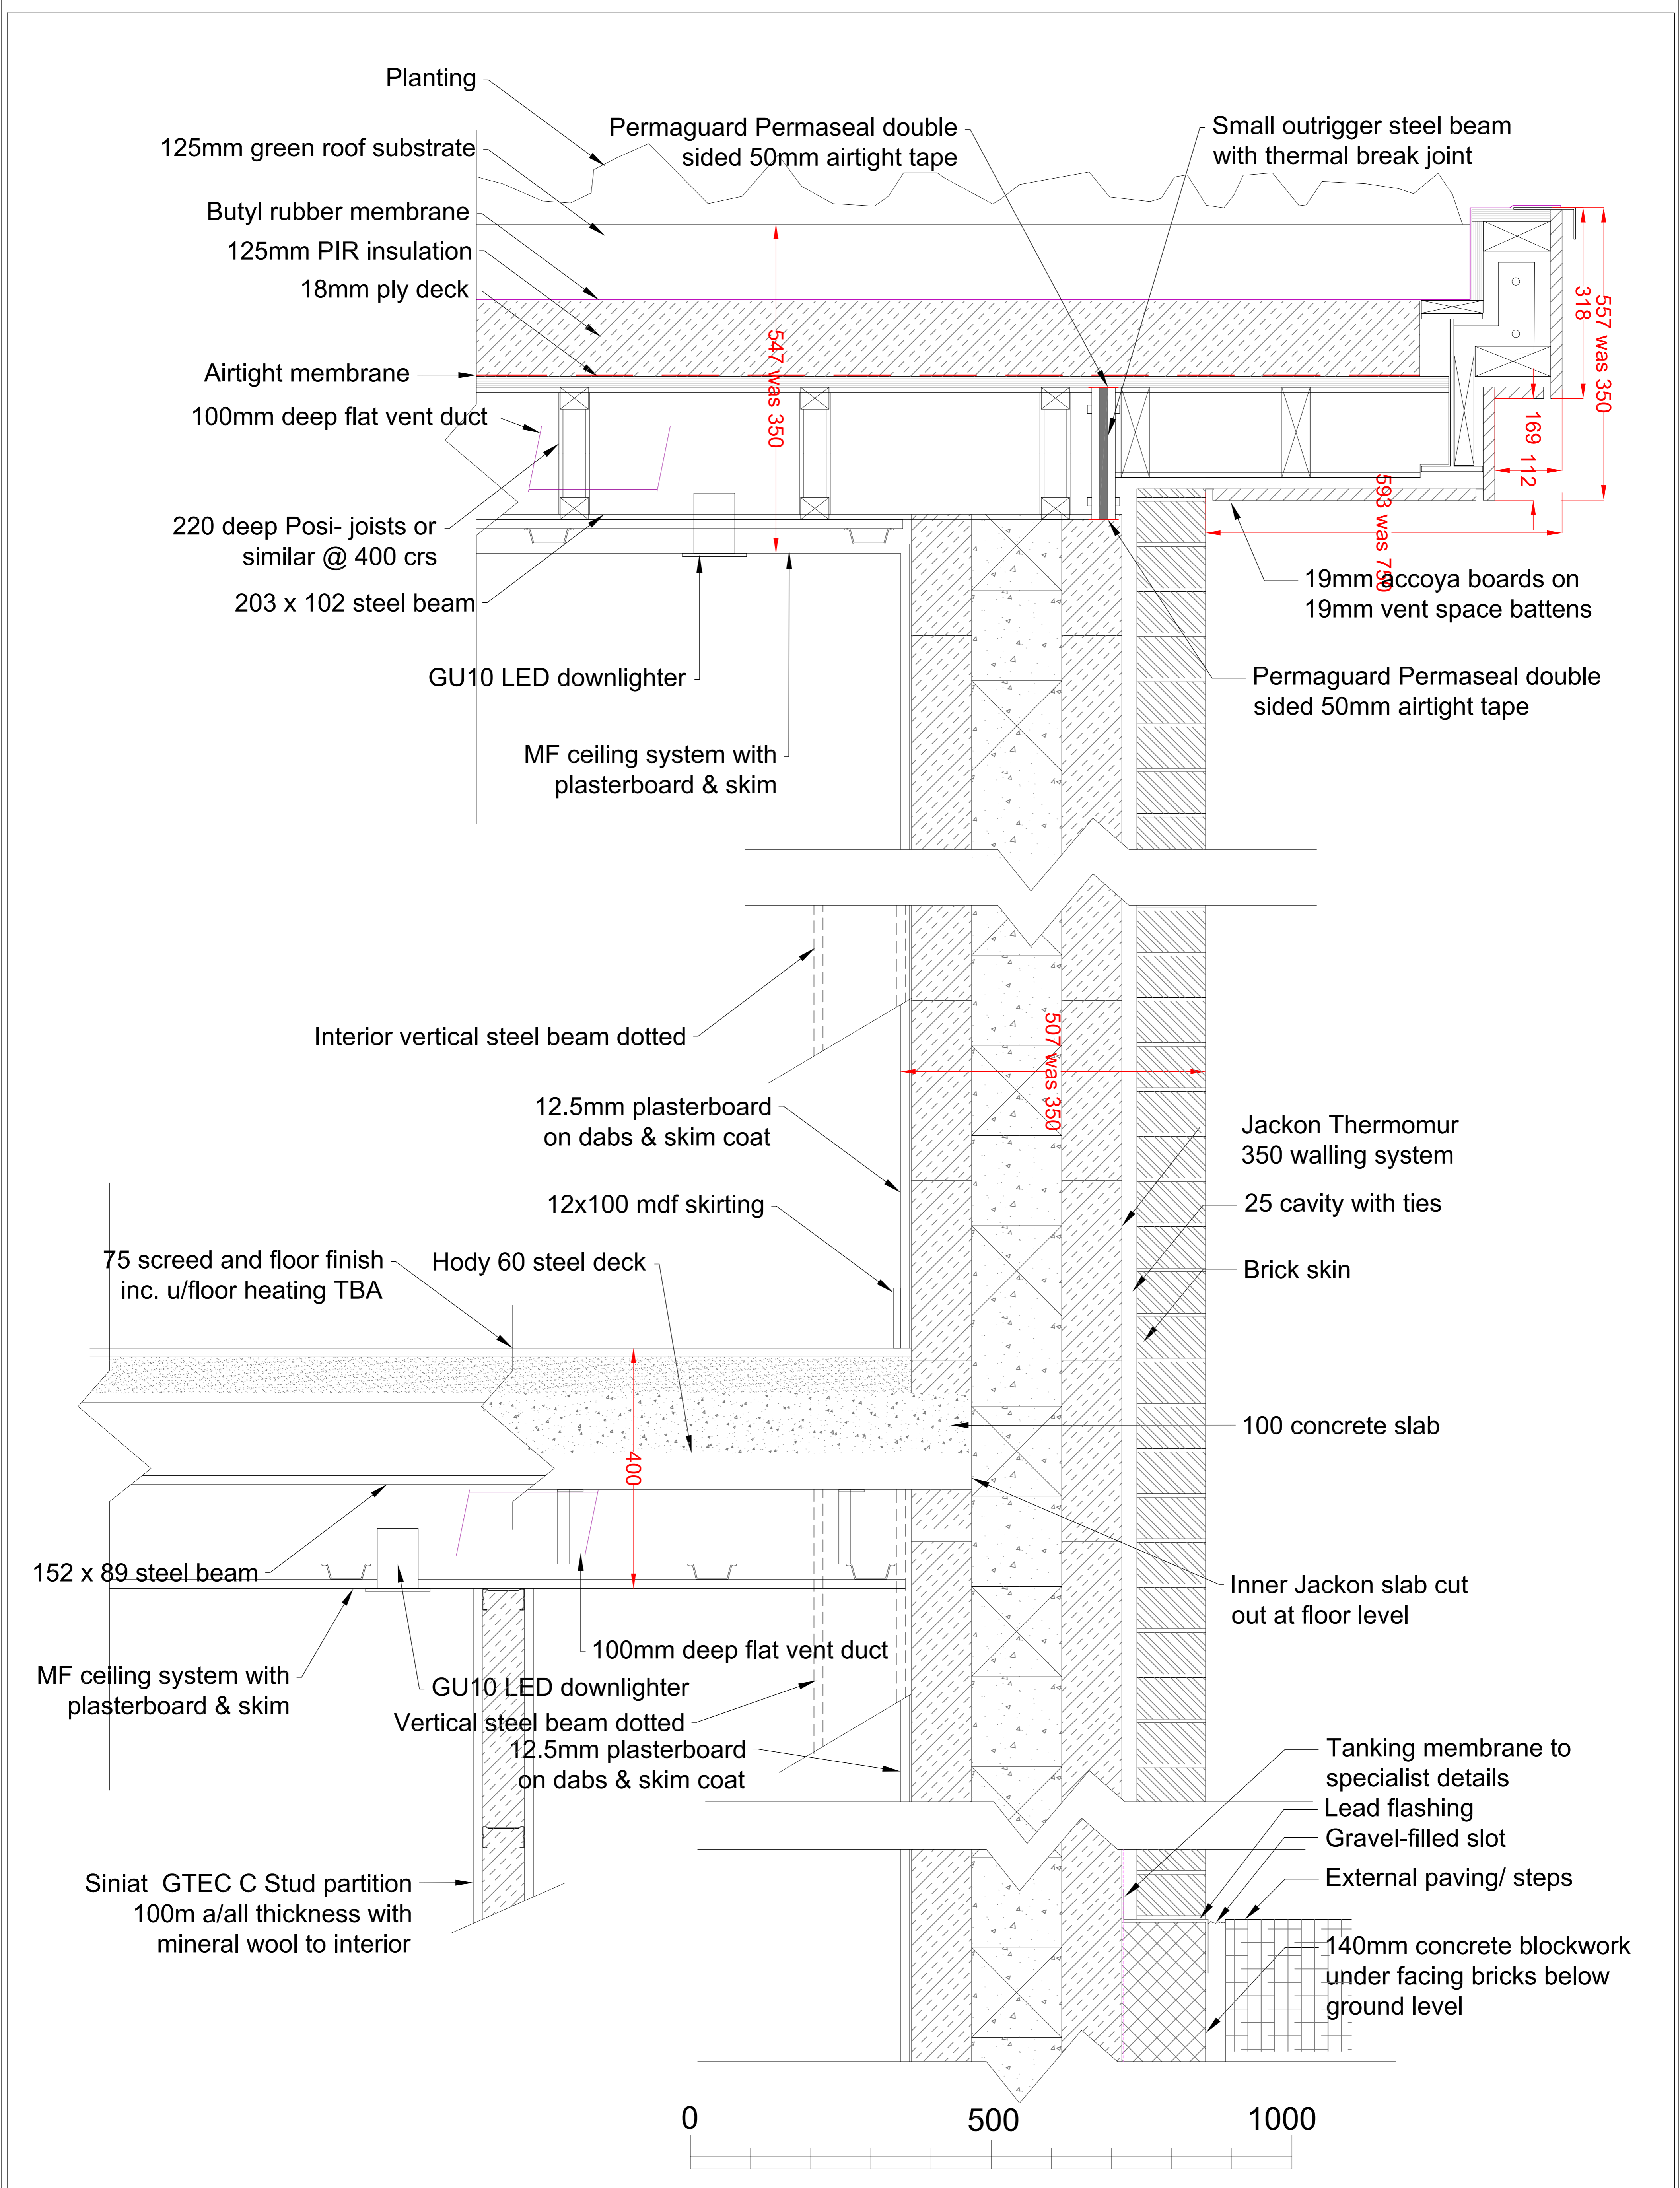 Planting
Permaguard Permaseal double
sided 50mm airtight tape
Small outrigger steel beam
with thermal break joint
125mm green roof substrate
Butyl rubber membrane
125mm PIR insulation
18mm ply deck
Airtight membrane
100mm deep flat vent duct
547 was 350
318
557 was 350
169
112
593 was 750
220 deep Posi- joists or
similar @ 400 crs
203 x 102 steel beam
19mm accoya boards on
19mm vent space battens
GU10 LED downlighter
Permaguard Permaseal double
sided 50mm airtight tape
MF ceiling system with
plasterboard & skim
Interior vertical steel beam dotted
507 was 350
12.5mm plasterboard
on dabs & skim coat
Jackon Thermomur
350 walling system
12x100 mdf skirting
25 cavity with ties
75 screed and floor finish
inc. u/floor heating TBA
Hody 60 steel deck
Brick skin
100 concrete slab
400
152 x 89 steel beam
Inner Jackon slab cut
out at floor level
100mm deep flat vent duct
MF ceiling system with
plasterboard & skim
GU10 LED downlighter
Vertical steel beam dotted
12.5mm plasterboard
on dabs & skim coat
Tanking membrane to
specialist details
Lead flashing
Gravel-filled slot
External paving/ steps
Siniat GTEC C Stud partition
100m a/all thickness with
mineral wool to interior
140mm concrete blockwork
under facing bricks below
ground level
0
500
1000